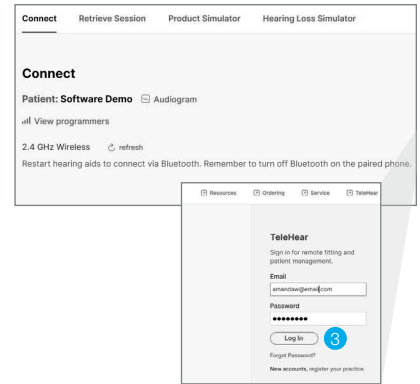 Connect Retrieve Session Product Simulator Hearing Loss Simulator
Connect
Patient: Software Demo Audiogram
View programmers
2.4 GHz Wireless refresh
Restart hearing aids to connect via Bluetooth. Remember to turn off Bluetooth on the paired phone.
Resources Ordering Service TeleHear
TeleHear
Sign in for remote fitting and
patient management.
Email
amandaw@email.com
Password
●●●●●●●●
Log In 3
Forgot Password?
New accounts, register your practice.